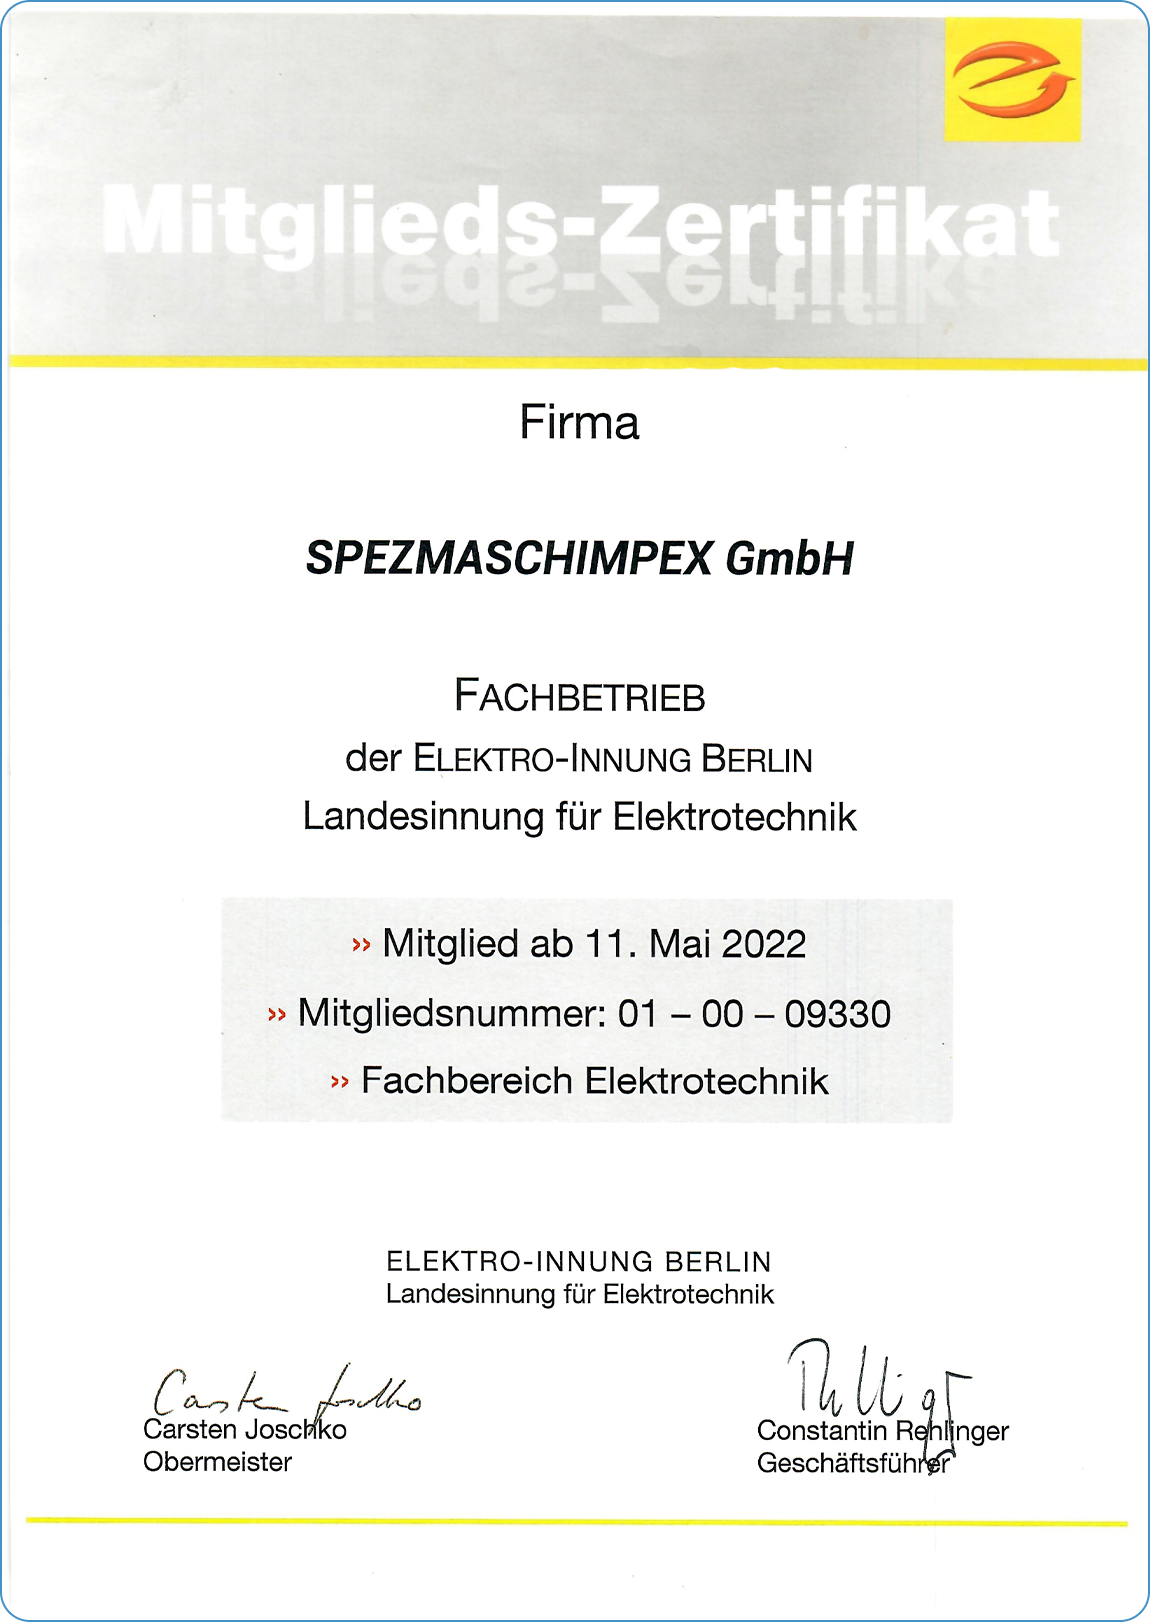 Mitglieds-Zertifikat
Firma
SPEZMASCHIMPEX GmbH
FACHBETRIEB
der ELEKTRO-INNUNG BERLIN
Landesinnung für Elektrotechnik
›› Mitglied ab 11. Mai 2022
›› Mitgliedsnummer: 01 – 00 – 09330
›› Fachbereich Elektrotechnik
ELEKTRO-INNUNG BERLIN
Landesinnung für Elektrotechnik
Carsten Joschko
Carsten Joschko
Obermeister
Constantin Rehlinger
Geschäftsführer